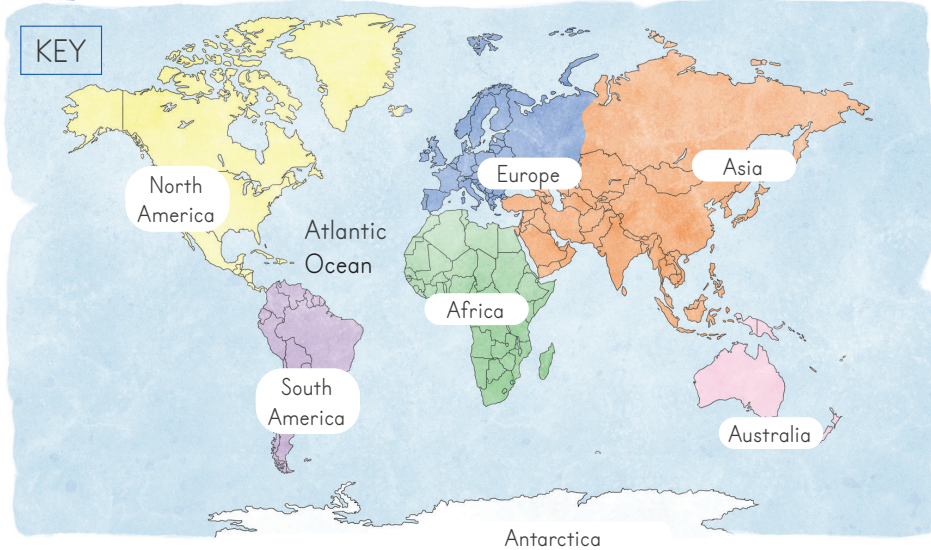 KEY
North
America
Europe
Asia
Atlantic
Ocean
Africa
South
America
Australia
Antarctica